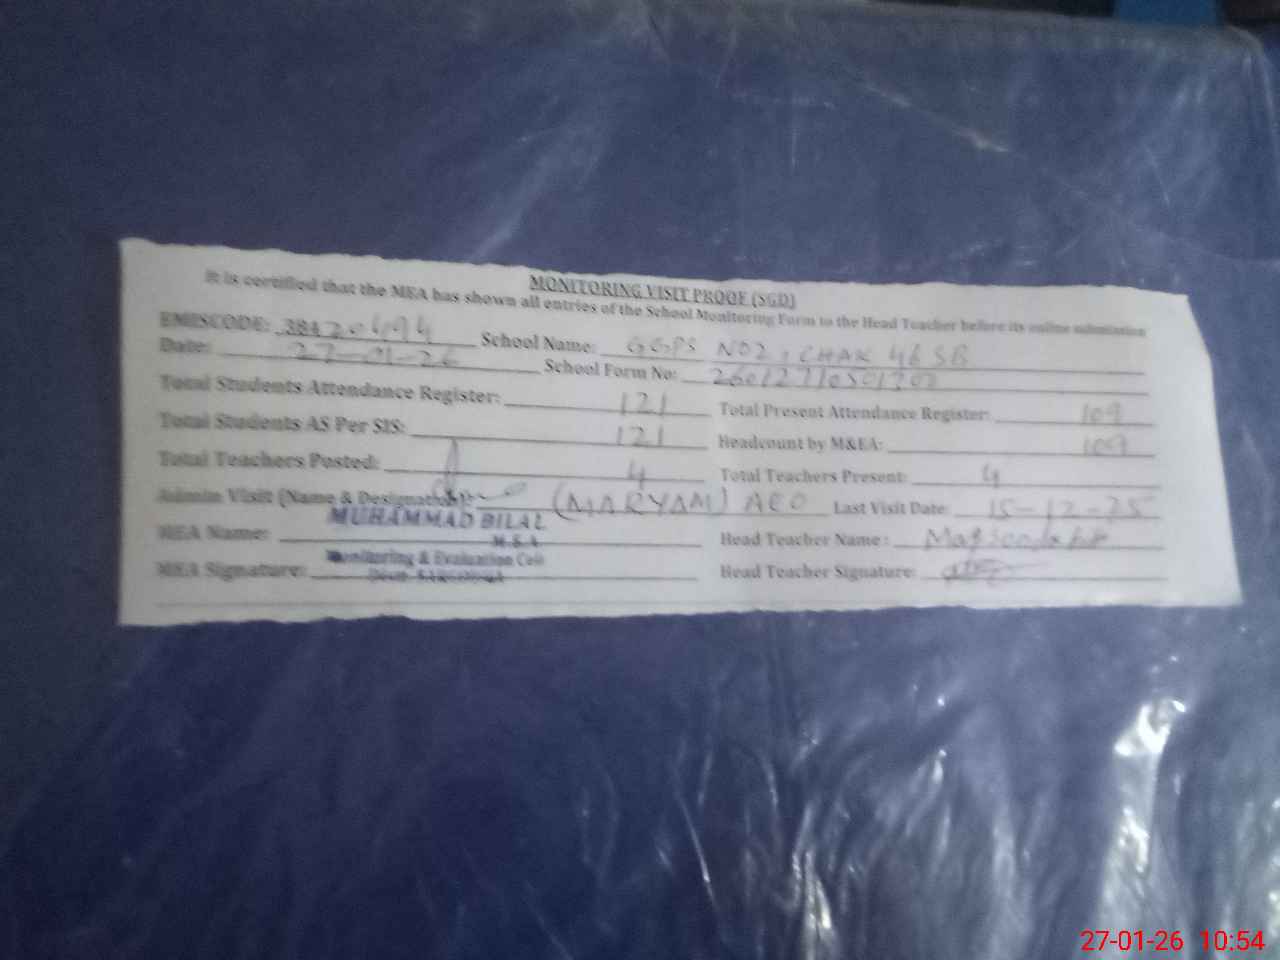 MONITORING VISIT PROOF (SGD)
It is certified that the MEA has shown all entries of the School Monitoring Form to the Head Teacher before its online submission
EMISCODE: 38420494 School Name: GGPS NO2, CHAK 46 SB
Date: 27-01-26 School Form No:
Total Students Attendance Register: 121 Total Present Attendance Register: 109
Total Students AS Per SIS: 121 Headcount by M&EA: 109
Total Teachers Posted: 4 Total Teachers Present: 4
Admin Visit (Name & Designation): (MARYAM) AEO Last Visit Date: 15-12-25
MEA Name: MUHAMMAD BILAL Head Teacher Name:
M.E.A
Monitoring & Evaluation Cell
MEA Signature: Head Teacher Signature:
27-01-26 10:54